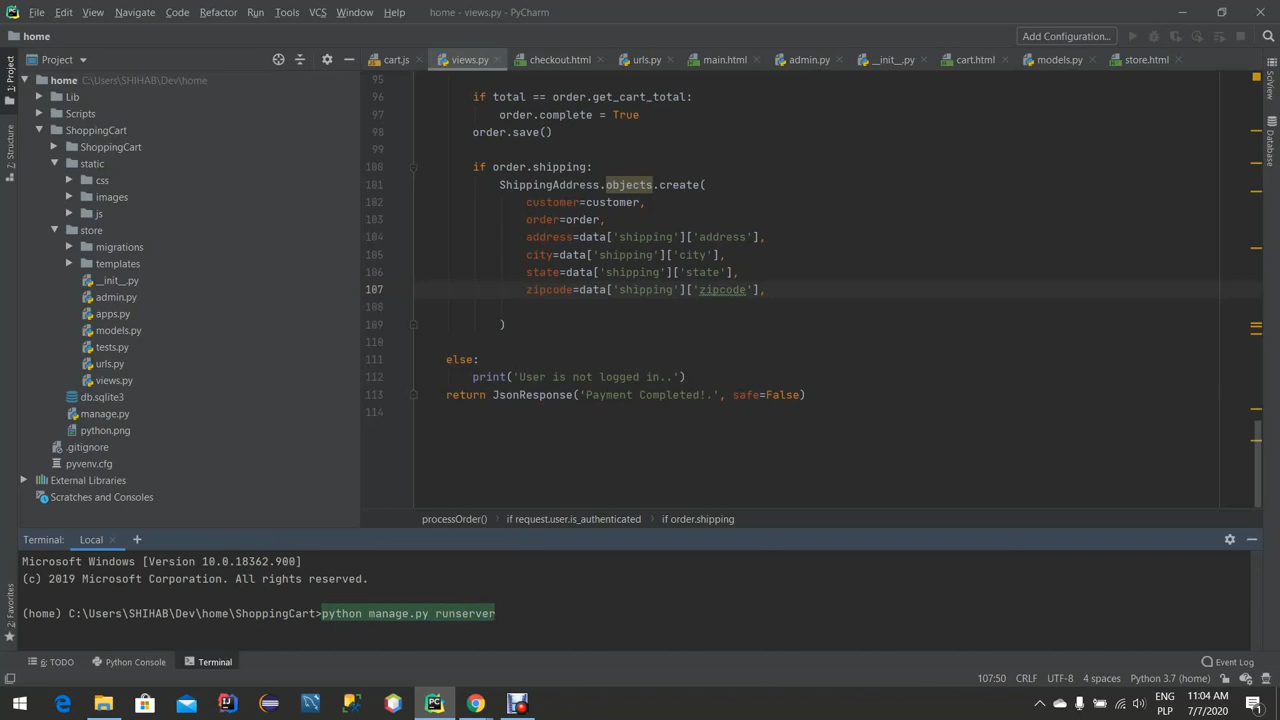 File Edit View Navigate Code Refactor Run Tools VCS Window Help home - views.py - PyCharm
home Add Configuration...
Project cart.js views.py checkout.html urls.py main.html admin.py __init__.py cart.html models.py store.html
1: Project
7: Structure
2: Favorites
home C:\Users\SHIHAB\Dev\home
Lib
Scripts
ShoppingCart
ShoppingCart
static
css
images
js
store
migrations
templates
__init__.py
admin.py
apps.py
models.py
tests.py
urls.py
views.py
db.sqlite3
manage.py
python.png
.gitignore
pyvenv.cfg
External Libraries
Scratches and Consoles
95
96 if total == order.get_cart_total:
97 order.complete = True
98 order.save()
99
100 if order.shipping:
101 ShippingAddress.objects.create(
102 customer=customer,
103 order=order,
104 address=data['shipping']['address'],
105 city=data['shipping']['city'],
106 state=data['shipping']['state'],
107 zipcode=data['shipping']['zipcode'],
108
109 )
110
111 else:
112 print('User is not logged in..')
113 return JsonResponse('Payment Completed!.', safe=False)
114
SciView
Database
processOrder() if request.user.is_authenticated if order.shipping
Terminal: Local +
Microsoft Windows [Version 10.0.18362.900]
(c) 2019 Microsoft Corporation. All rights reserved.
(home) C:\Users\SHIHAB\Dev\home\ShoppingCart>python manage.py runserver
6: TODO Python Console Terminal Event Log
107:50 CRLF UTF-8 4 spaces Python 3.7 (home)
ENG 11:04 AM
PLP 7/7/2020